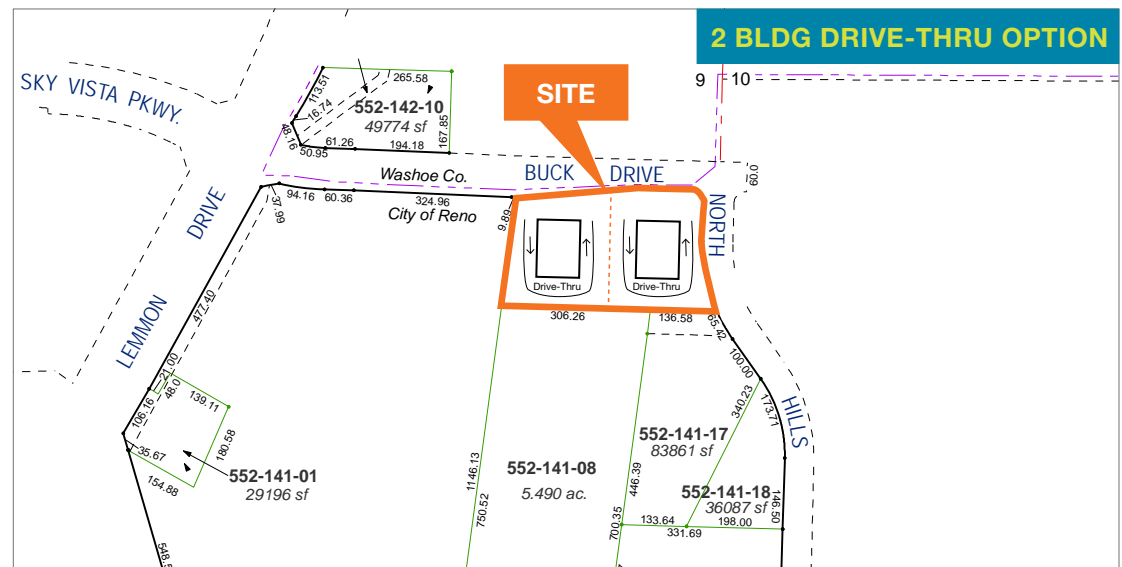 2 BLDG DRIVE-THRU OPTION
SKY VISTA PKWY.
265.58
113.51
16.74
552-142-10
49774 sf
167.85
48.16
50.95
61.26
194.18
SITE
9
10
60.0
Washoe Co.
BUCK DRIVE
94.16
60.36
324.96
37.99
City of Reno
9.89
NORTH
DRIVE
Drive-Thru
Drive-Thru
306.26
136.58
65.42
477.40
LEMMON
21.00
48.0
139.11
100.00
340.23
173.71
HILLS
106.16
180.58
35.67
154.88
552-141-01
29196 sf
552-141-17
83861 sf
1146.13
750.52
552-141-08
5.490 ac.
446.39
552-141-18
36087 sf
146.50
700.35
133.64
198.00
331.69